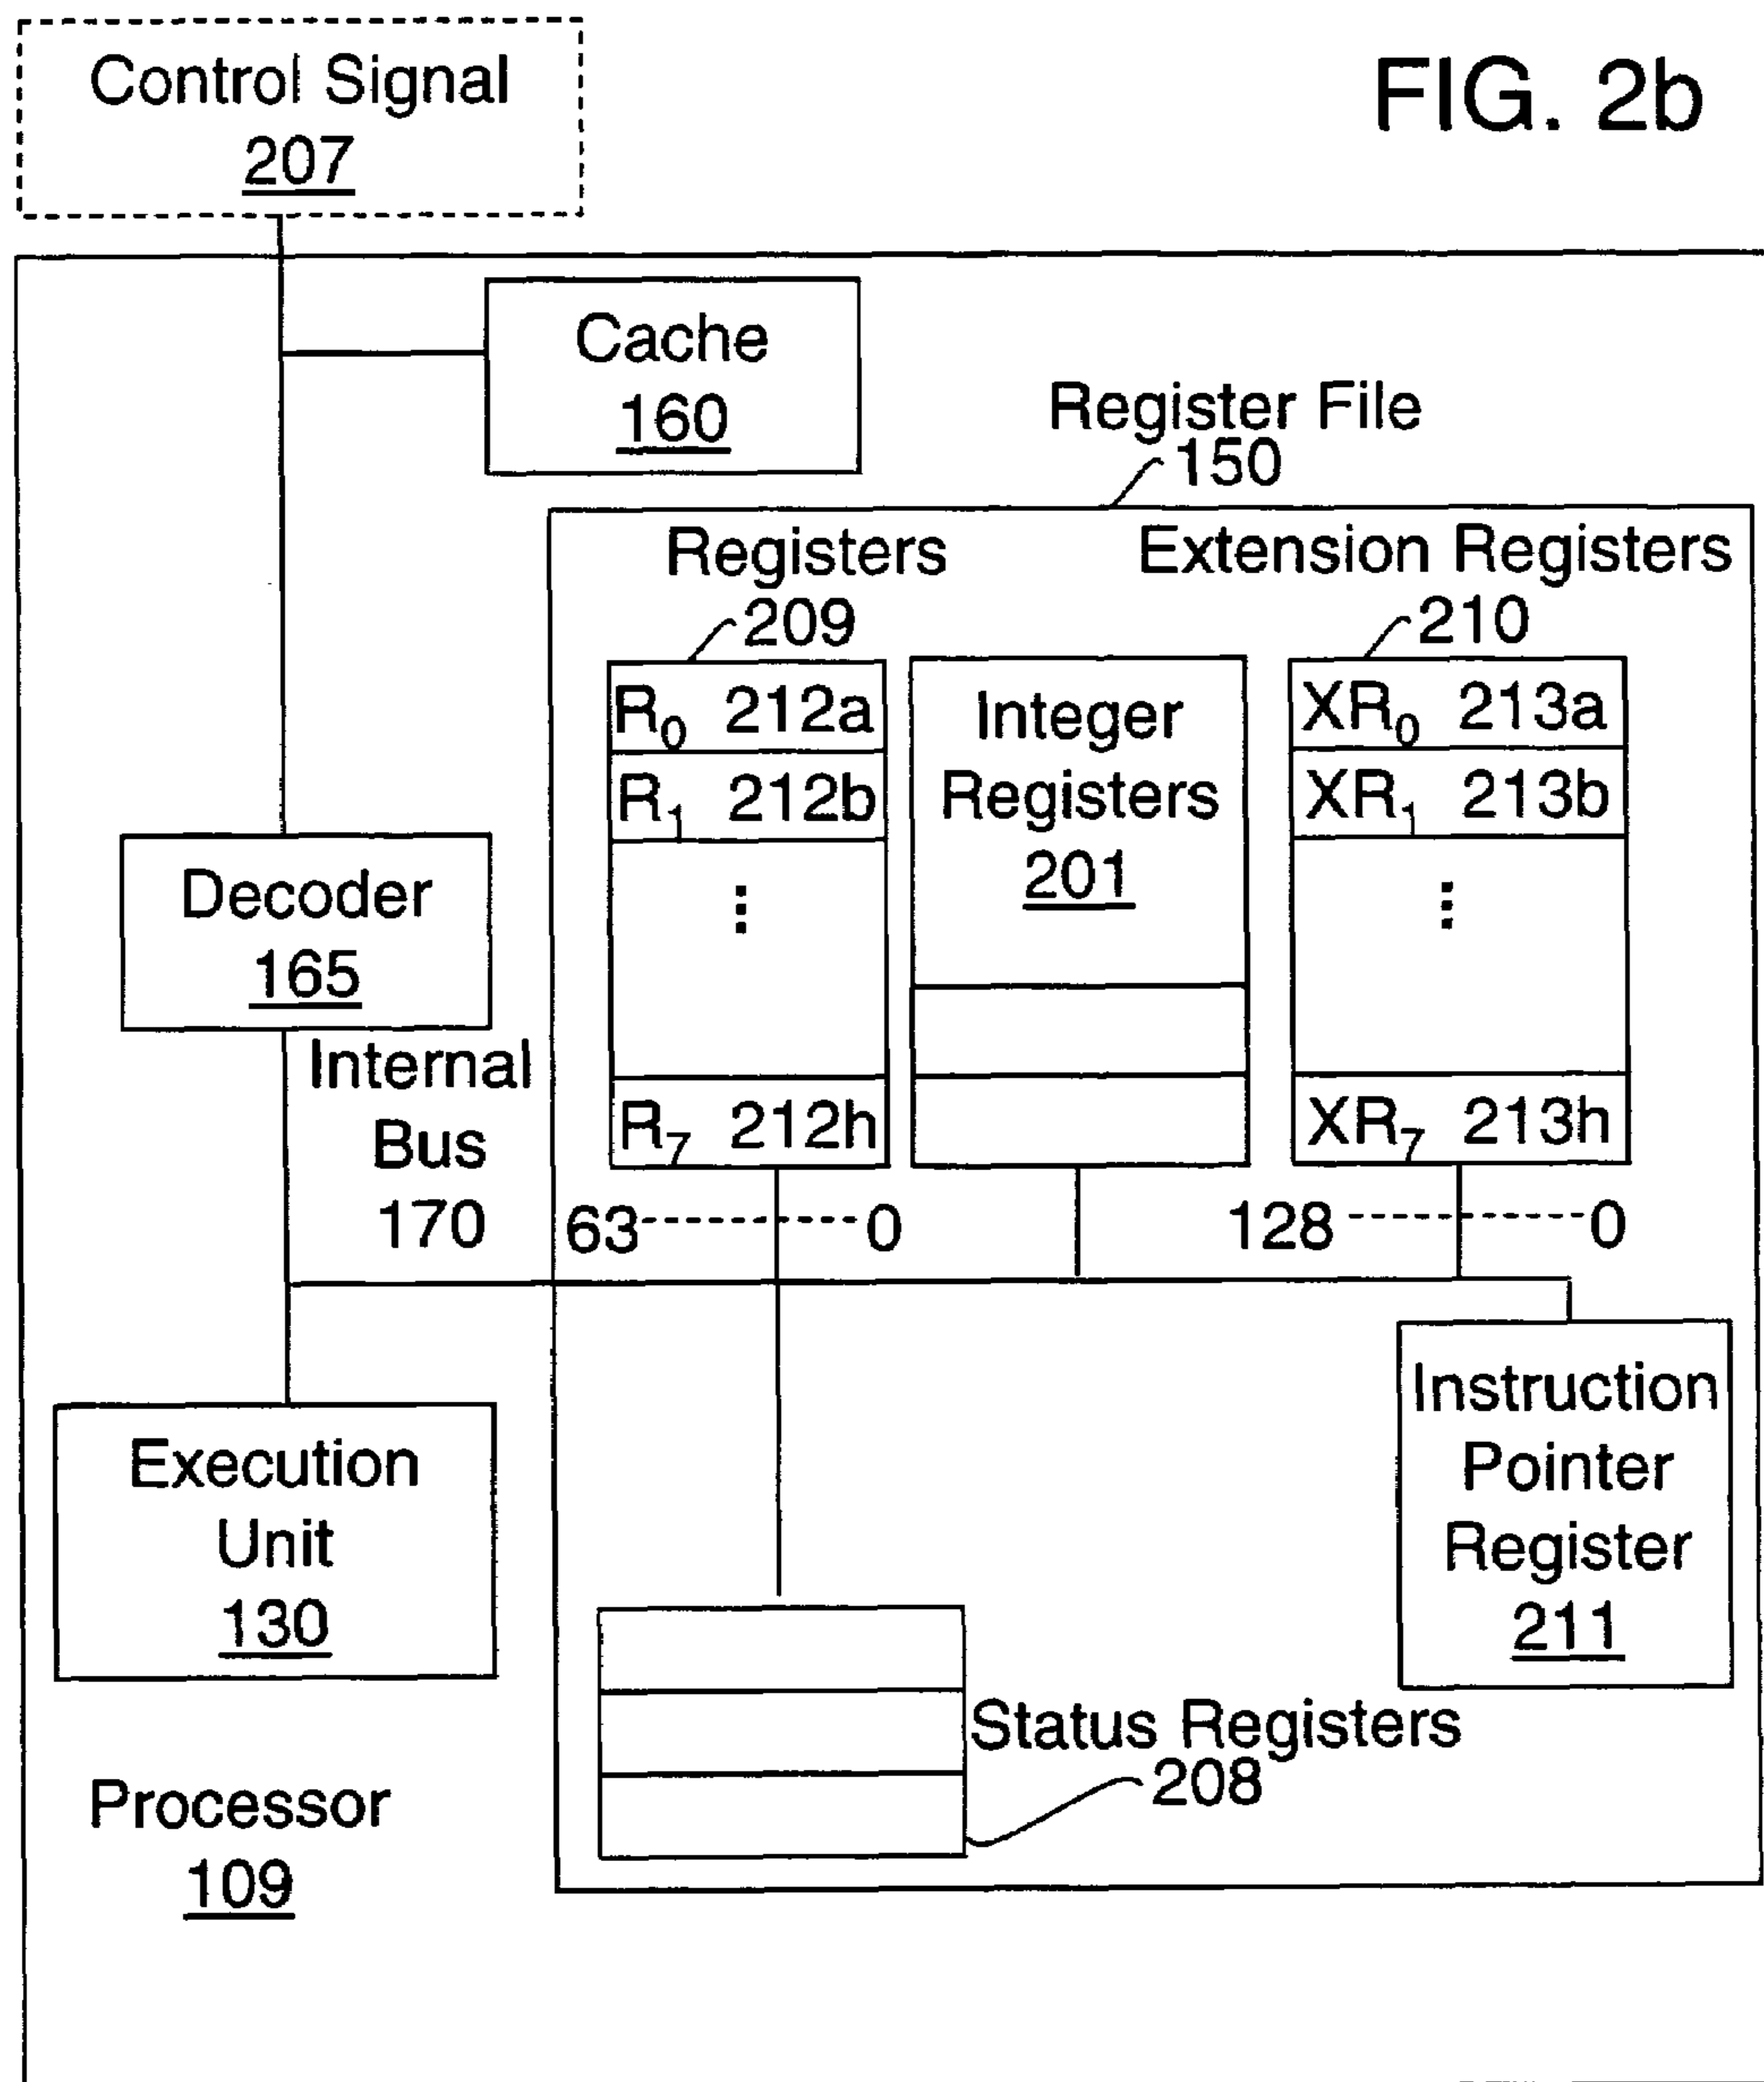 Control Signal
207
FIG. 2b
Cache
160
Register File
150
Registers
209
Extension Registers
210
R0 212a
R1 212b
⋮
R7 212h
63 0
Integer
Registers
201
XR0 213a
XR1 213b
⋮
XR7 213h
128 0
Decoder
165
Internal
Bus
170
Execution
Unit
130
Instruction
Pointer
Register
211
Status Registers
208
Processor
109